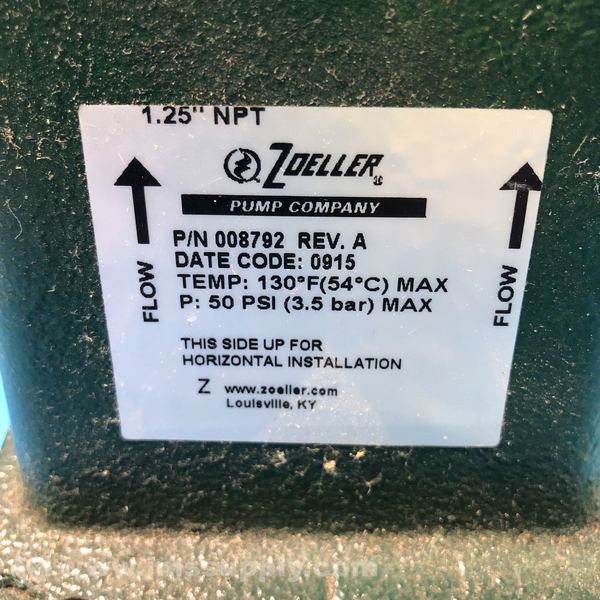 1.25" NPT
ZOELLER
PUMP COMPANY
P/N 008792 REV. A
DATE CODE: 0915
TEMP: 130°F(54°C) MAX
P: 50 PSI (3.5 bar) MAX
FLOW
FLOW
THIS SIDE UP FOR
HORIZONTAL INSTALLATION
Z www.zoeller.com
Louisville, KY